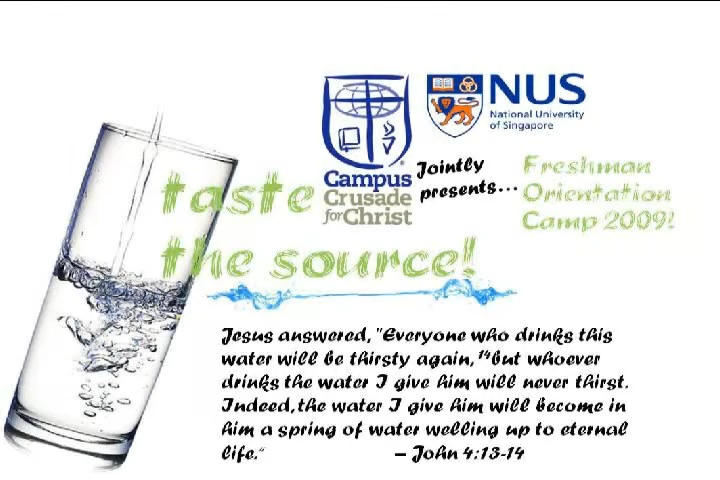 NUS
National University
of Singapore
Campus
Crusade
for Christ
Jointly
presents...
Freshman
Orientation
Camp 2009!
taste
the source!
Jesus answered, "Everyone who drinks this
water will be thirsty again, ¹⁴but whoever
drinks the water I give him will never thirst.
Indeed, the water I give him will become in
him a spring of water welling up to eternal
life." – John 4:13-14